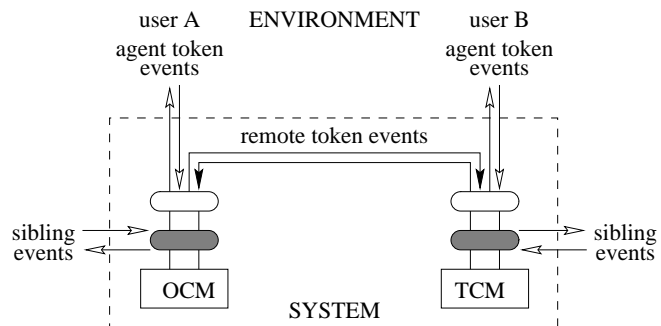 user A
ENVIRONMENT
user B
agent token
events
agent token
events
remote token events
sibling
events
sibling
events
OCM
TCM
SYSTEM